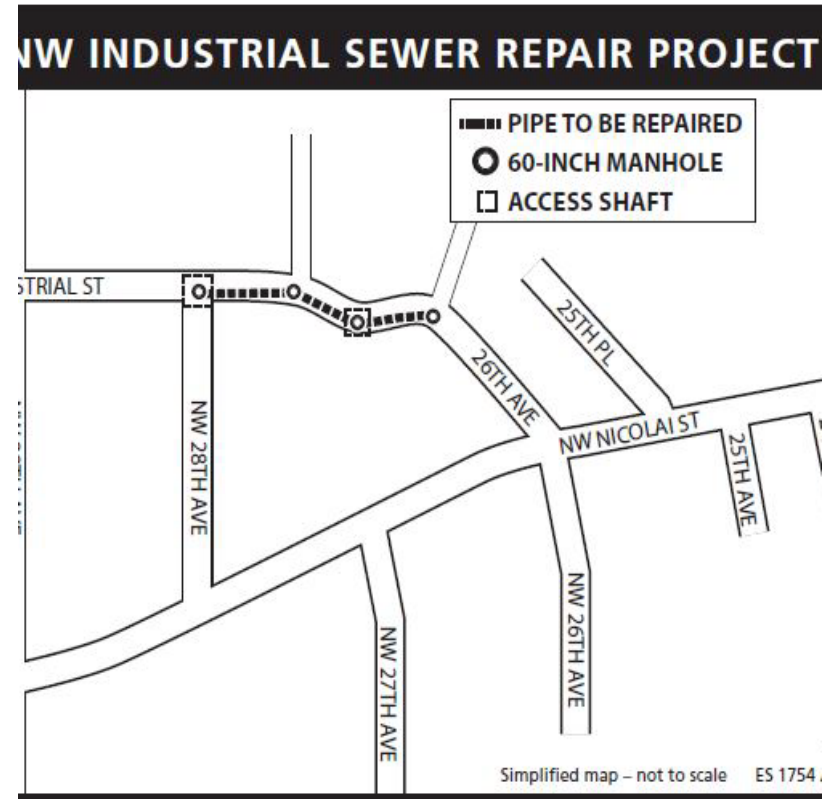 NW INDUSTRIAL SEWER REPAIR PROJECT
PIPE TO BE REPAIRED
60-INCH MANHOLE
ACCESS SHAFT
STRIAL ST
25TH PL
26TH AVE
NW NICOLAI ST
NW 28TH AVE
25TH AVE
NW 26TH AVE
NW 27TH AVE
Simplified map – not to scale ES 1754